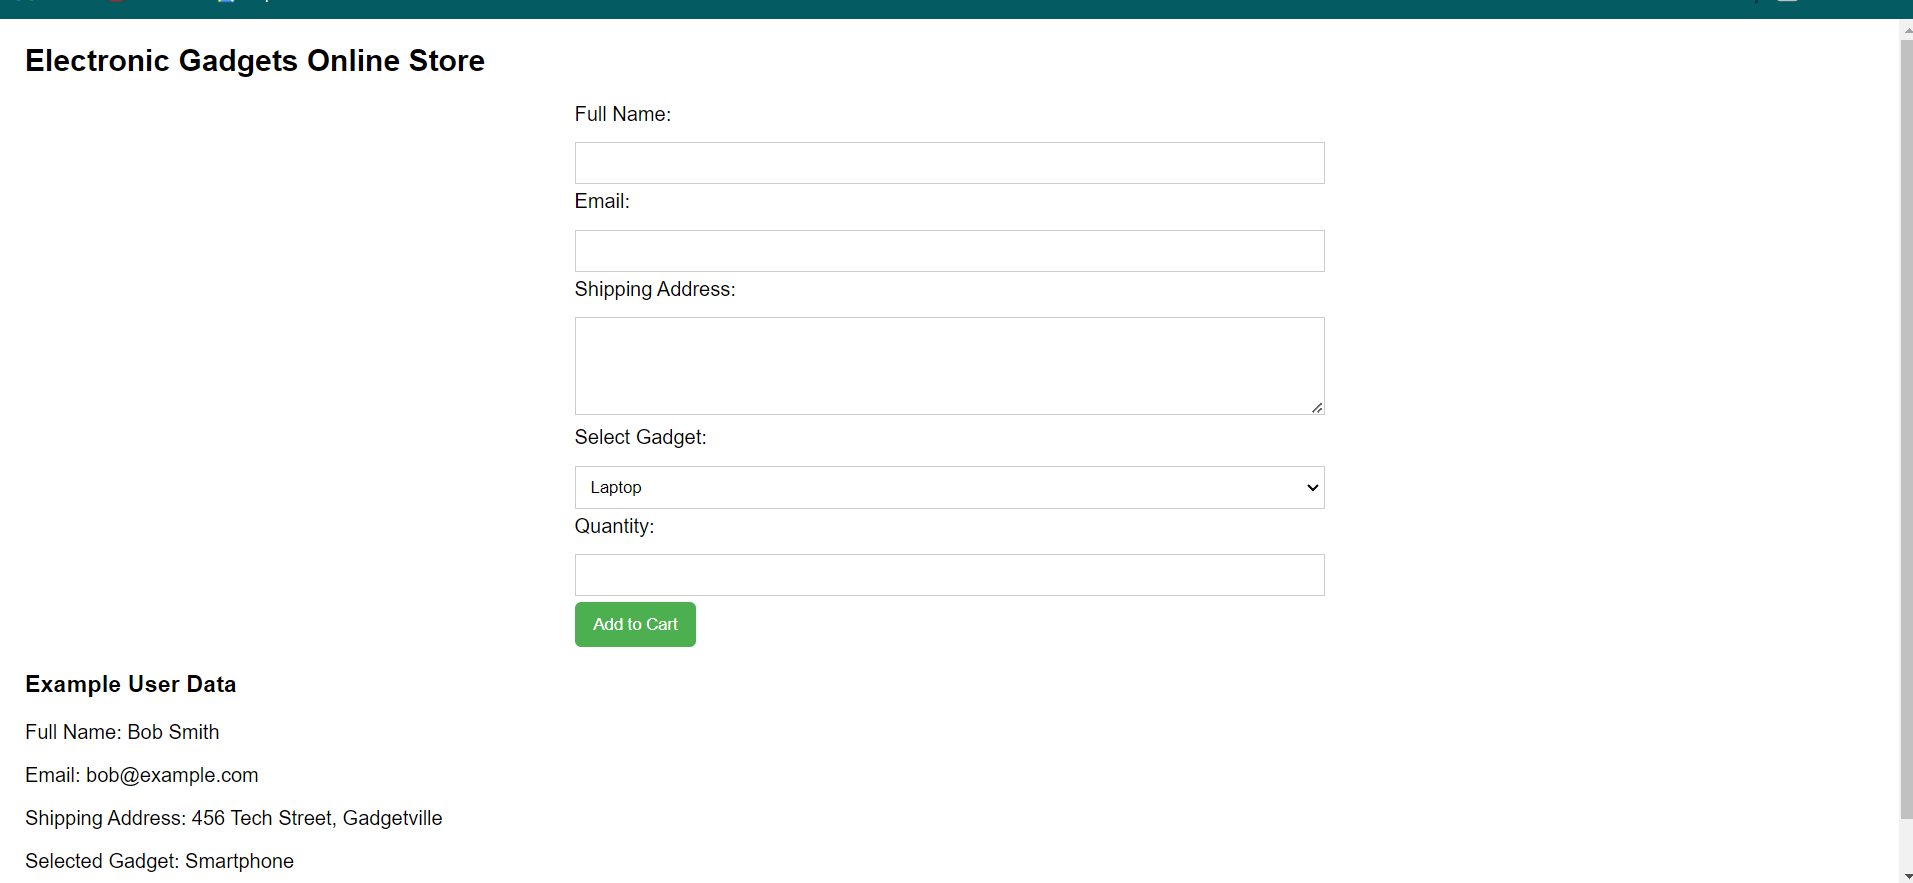 Electronic Gadgets Online Store
Full Name:
Email:
Shipping Address:
Select Gadget:
Laptop
Quantity:
Add to Cart
Example User Data
Full Name: Bob Smith
Email: bob@example.com
Shipping Address: 456 Tech Street, Gadgetville
Selected Gadget: Smartphone